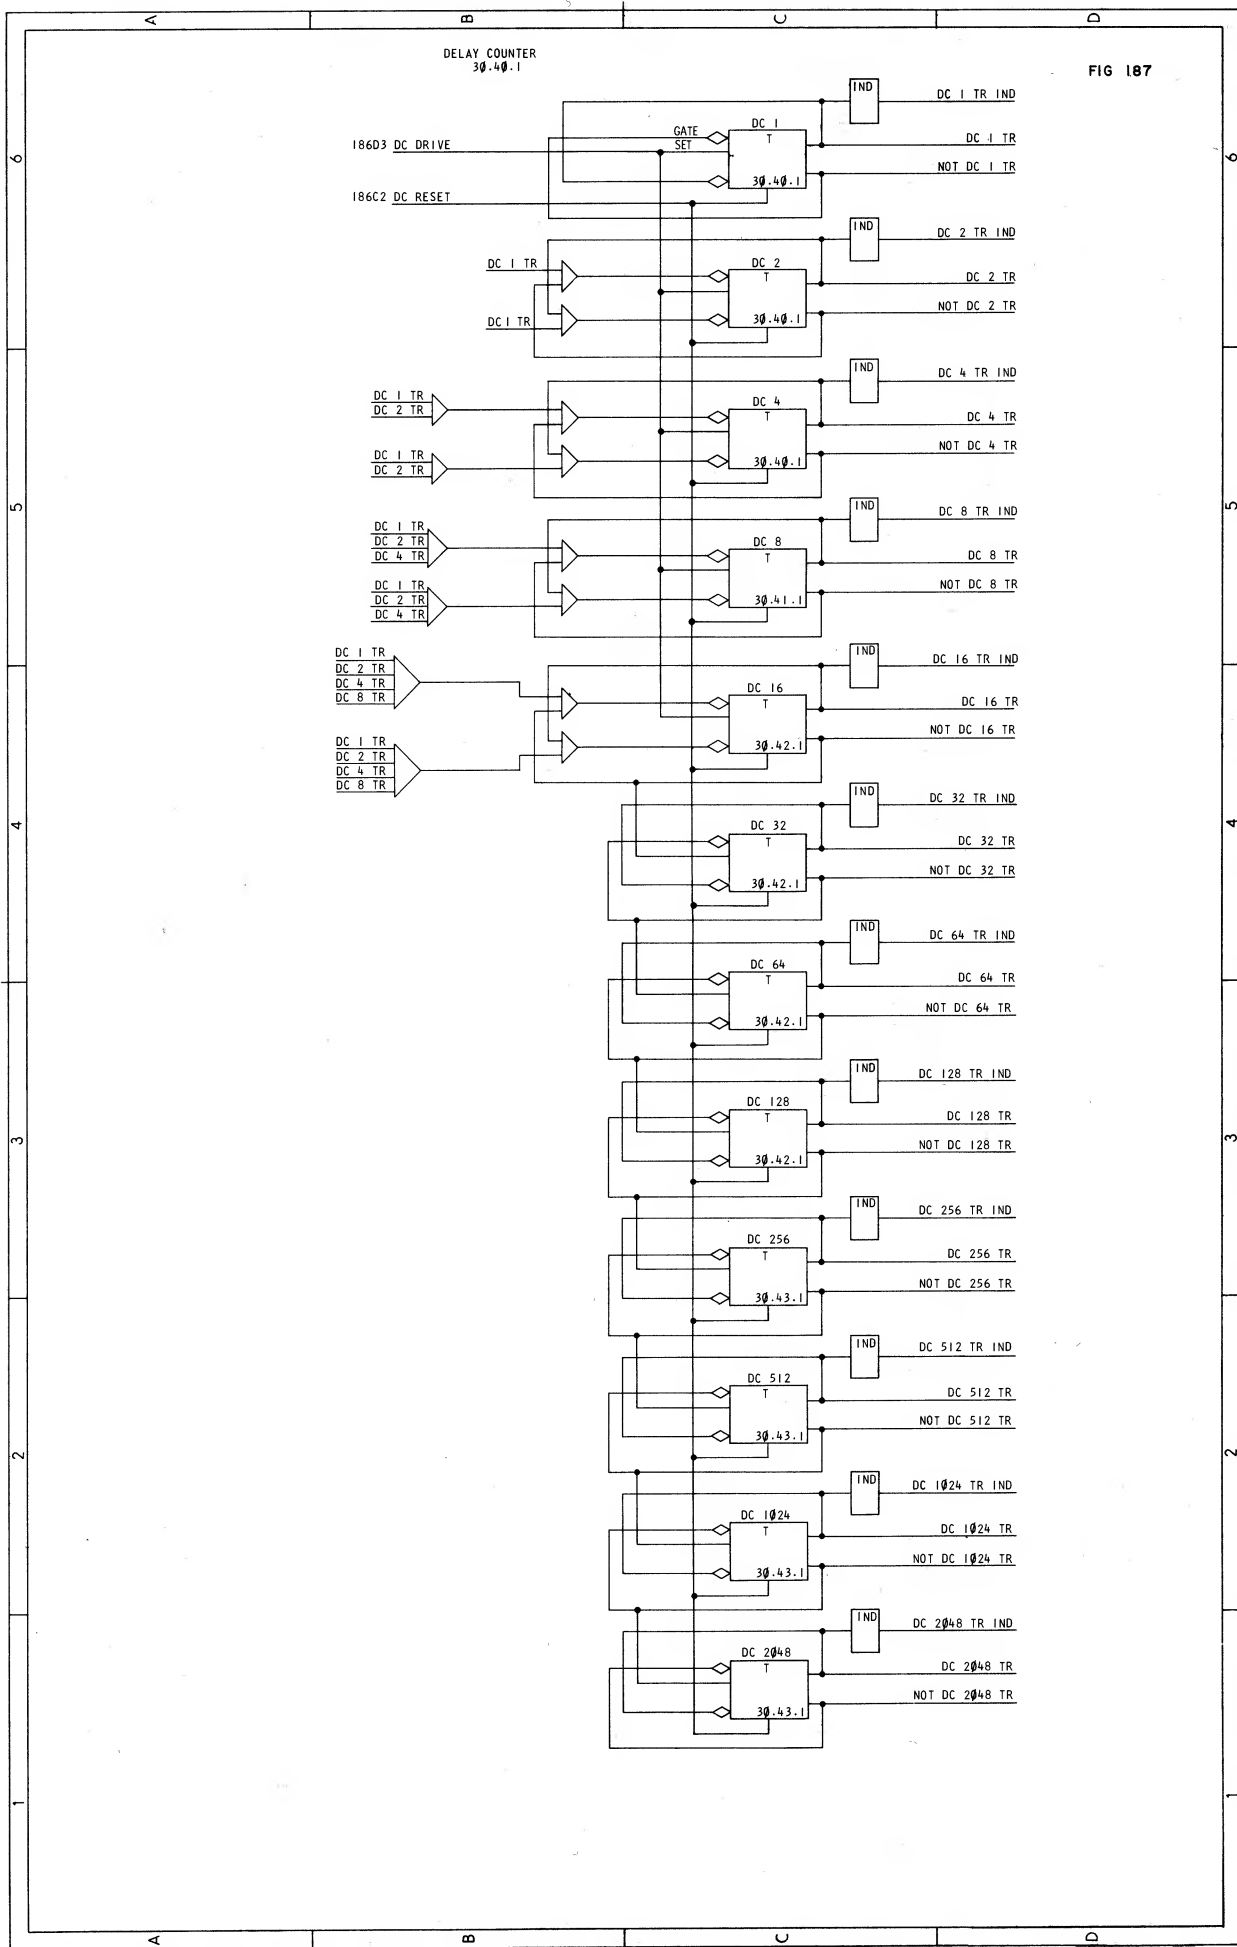 A B C D
DELAY COUNTER
30.40.1
FIG 187
6 6
IND DC 1 TR IND
DC 1
GATE T DC 1 TR
186D3 DC DRIVE SET
30.40.1 NOT DC 1 TR
186C2 DC RESET
IND DC 2 TR IND
DC 1 TR DC 2
T DC 2 TR
DC 1 TR 30.40.1 NOT DC 2 TR
IND DC 4 TR IND
DC 1 TR DC 4
DC 2 TR T DC 4 TR
DC 1 TR 30.40.1 NOT DC 4 TR
DC 2 TR
5 5
IND DC 8 TR IND
DC 1 TR
DC 2 TR DC 8
DC 4 TR T DC 8 TR
DC 1 TR
DC 2 TR 30.41.1 NOT DC 8 TR
DC 4 TR
IND DC 16 TR IND
DC 1 TR
DC 2 TR
DC 4 TR DC 16
DC 8 TR T DC 16 TR
DC 1 TR 30.42.1 NOT DC 16 TR
DC 2 TR
DC 4 TR
DC 8 TR
IND DC 32 TR IND
4 4
DC 32
T DC 32 TR
30.42.1 NOT DC 32 TR
IND DC 64 TR IND
DC 64
T DC 64 TR
30.42.1 NOT DC 64 TR
IND DC 128 TR IND
DC 128
T DC 128 TR
3 3
30.42.1 NOT DC 128 TR
IND DC 256 TR IND
DC 256
T DC 256 TR
30.43.1 NOT DC 256 TR
IND DC 512 TR IND
DC 512
T DC 512 TR
30.43.1 NOT DC 512 TR
2 2
IND DC 1024 TR IND
DC 1024
T DC 1024 TR
30.43.1 NOT DC 1024 TR
IND DC 2048 TR IND
DC 2048
T DC 2048 TR
30.43.1 NOT DC 2048 TR
1 1
A B C D